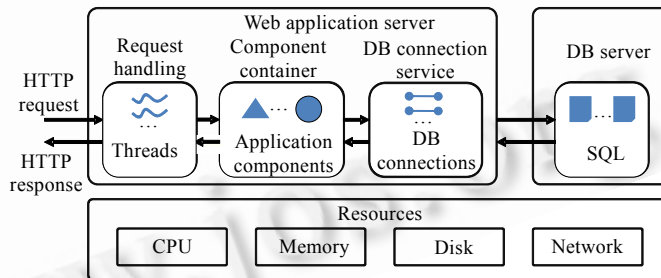 Web application server
Request
handling
Component
container
DB connection
service
DB server
HTTP
request
HTTP
response
...
Threads
...
Application
components
...
DB
connections
...
SQL
Resources
CPU
Memory
Disk
Network